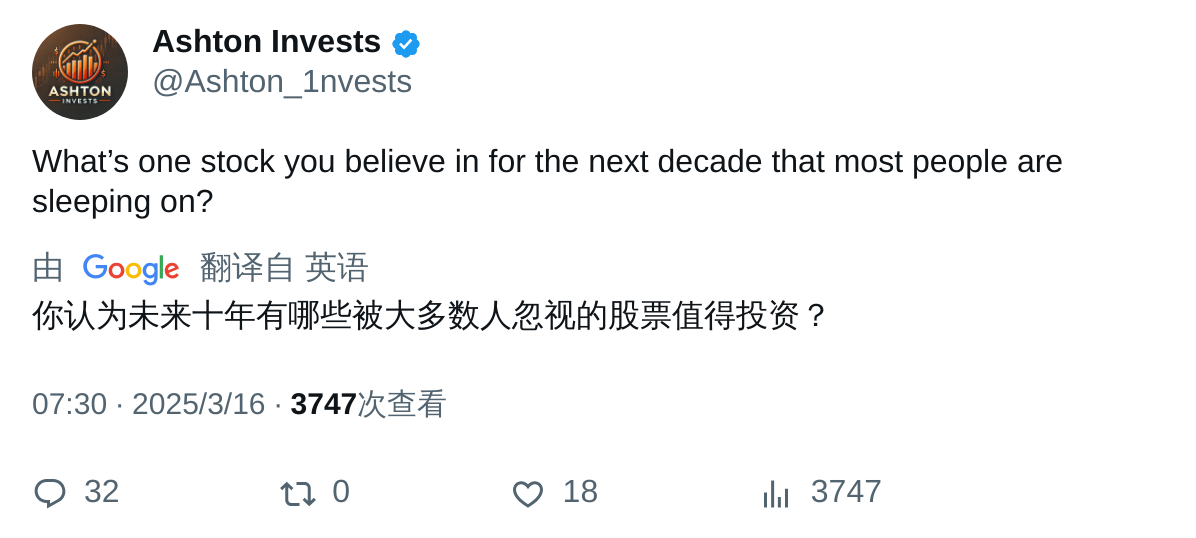 ASHTON
INVESTS
Ashton Invests
@Ashton_1nvests
What’s one stock you believe in for the next decade that most people are
sleeping on?
由 Google 翻译自 英语
你认为未来十年有哪些被大多数人忽视的股票值得投资？
07:30 · 2025/3/16 · 3747次查看
32 0 18 3747